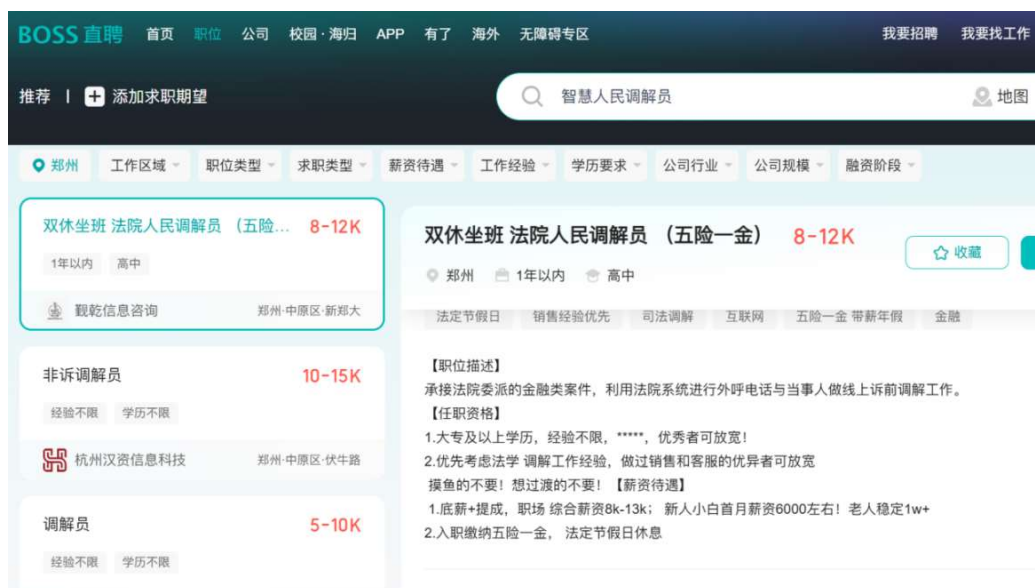 BOSS 直聘 首页 职位 公司 校园·海归 APP 有了 海外 无障碍专区 我要招聘 我要找工作
推荐 添加求职期望 智慧人民调解员 地图
郑州 工作区域 职位类型 求职类型 薪资待遇 工作经验 学历要求 公司行业 公司规模 融资阶段
双休坐班 法院人民调解员 （五险... 8-12K
1年以内 高中
觐乾信息咨询 郑州·中原区·新郑大
非诉调解员 10-15K
经验不限 学历不限
杭州汉资信息科技 郑州·中原区·伏牛路
调解员 5-10K
经验不限 学历不限
双休坐班 法院人民调解员 （五险一金） 8-12K
收藏
郑州 1年以内 高中
法定节假日 销售经验优先 司法调解 互联网 五险一金 带薪年假 金融
【职位描述】
承接法院委派的金融类案件，利用法院系统进行外呼电话与当事人做线上诉前调解工作。
【任职资格】
1.大专及以上学历，经验不限，*****，优秀者可放宽！
2.优先考虑法学 调解工作经验，做过销售和客服的优异者可放宽
摸鱼的不要！想过渡的不要！【薪资待遇】
1.底薪+提成，职场 综合薪资8k-13k； 新人小白首月薪资6000左右！老人稳定1w+
2.入职缴纳五险一金， 法定节假日休息